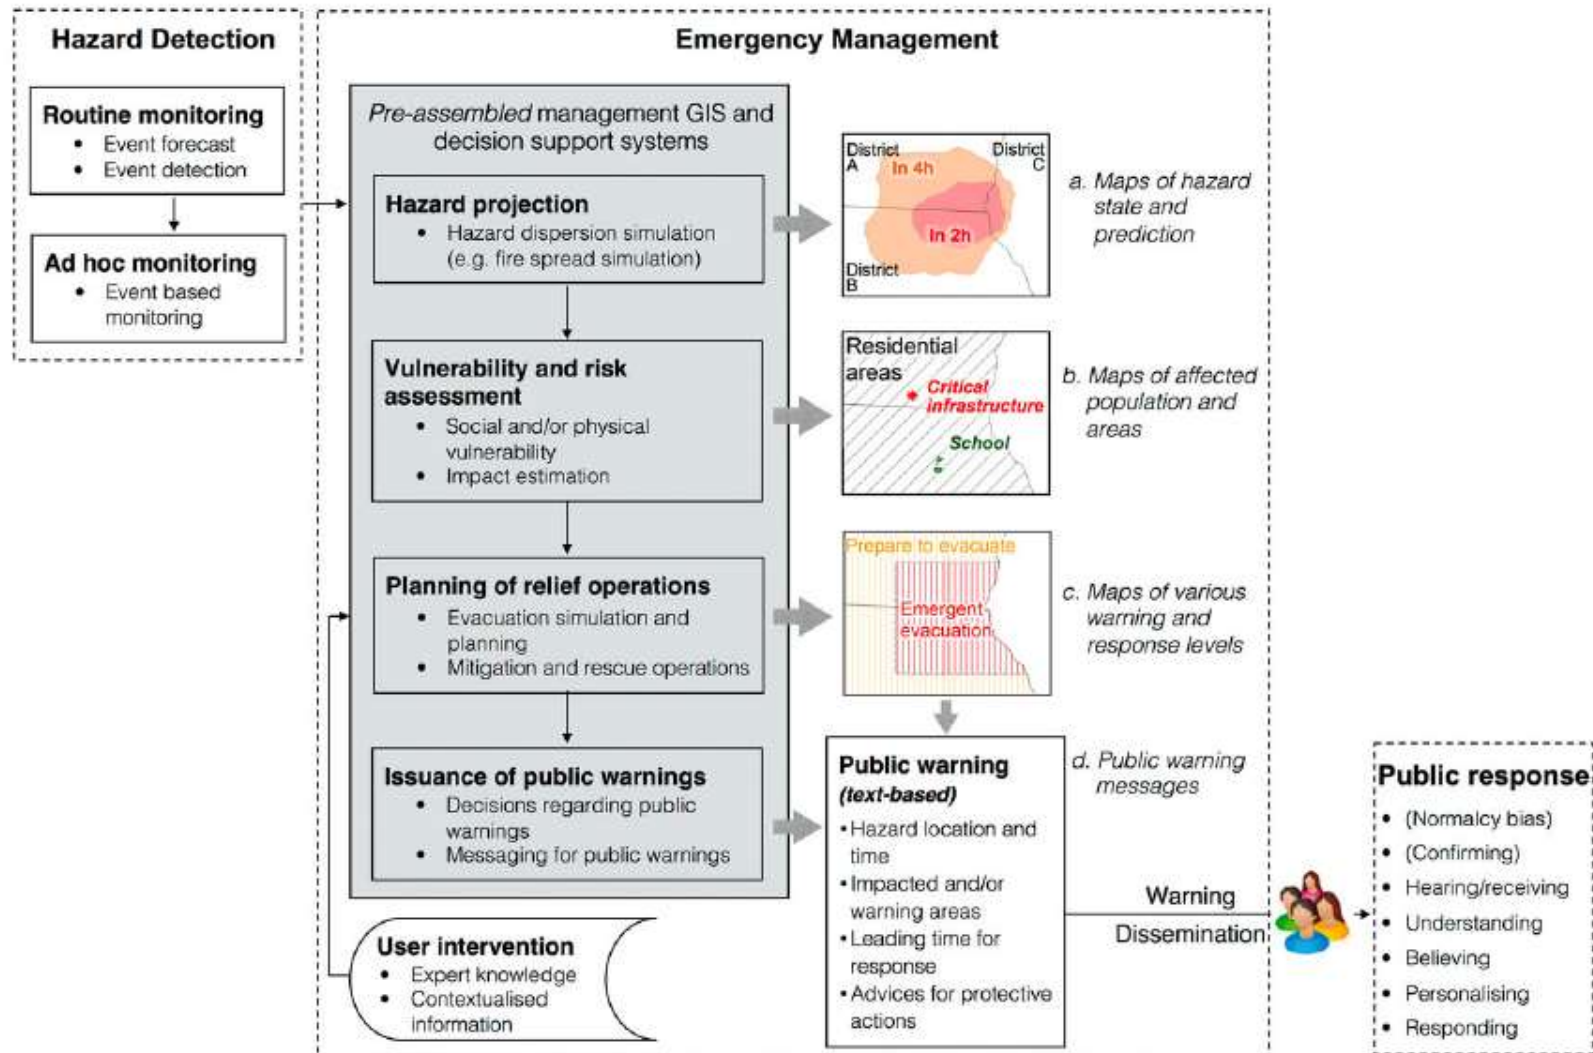 Hazard Detection
Routine monitoring
• Event forecast
• Event detection
Ad hoc monitoring
• Event based
monitoring
Emergency Management
Pre-assembled management GIS and
decision support systems
Hazard projection
• Hazard dispersion simulation
(e.g. fire spread simulation)
Vulnerability and risk
assessment
• Social and/or physical
vulnerability
• Impact estimation
Planning of relief operations
• Evacuation simulation and
planning
• Mitigation and rescue operations
Issuance of public warnings
• Decisions regarding public
warnings
• Messaging for public warnings
User intervention
• Expert knowledge
• Contextualised
information
District
A
District
C
In 4h
In 2h
District
B
a. Maps of hazard
state and
prediction
Residential
areas
Critical
infrastructure
School
b. Maps of affected
population and
areas
Prepare to evacuate
Emergent
evacuation
c. Maps of various
warning and
response levels
Public warning
(text-based)
• Hazard location and
time
• Impacted and/or
warning areas
• Leading time for
response
• Advices for protective
actions
d. Public warning
messages
Warning
Dissemination
Public response
• (Normalcy bias)
• (Confirming)
• Hearing/receiving
• Understanding
• Believing
• Personalising
• Responding